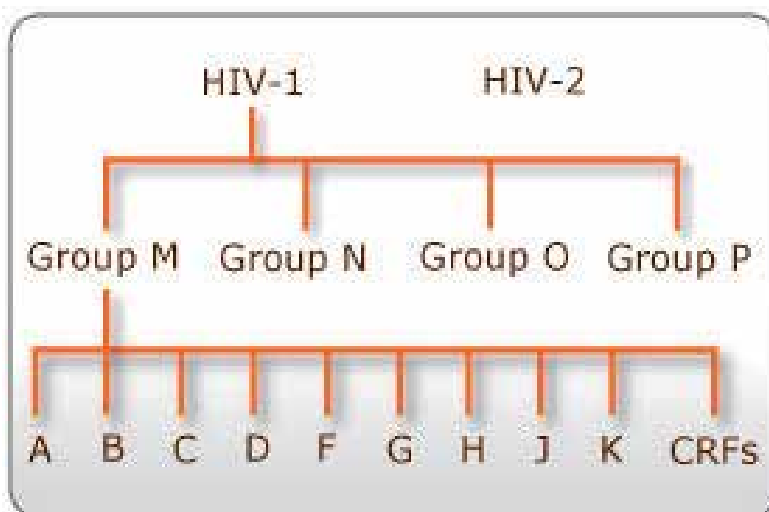 HIV-1 HIV-2
Group M Group N Group O Group P
A B C D F G H J K CRFs